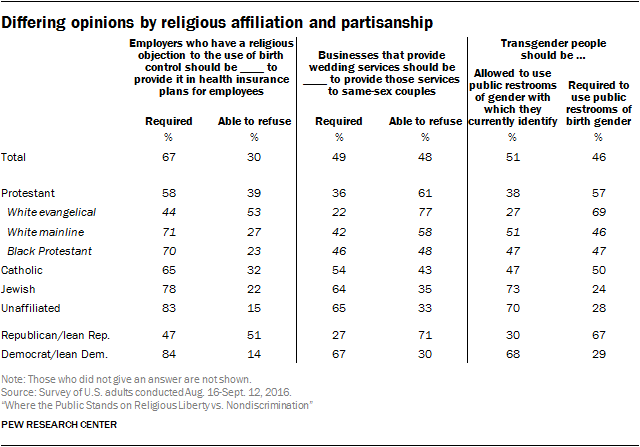 Differing opinions by religious affiliation and partisanship
Employers who have a religious
objection to the use of birth
control should be ____ to
provide it in health insurance
plans for employees
Businesses that provide
wedding services should be
____ to provide those services
to same-sex couples
Transgender people
should be ...
Allowed to use
public restrooms
of gender with
which they
currently identify
Required to
use public
restrooms of
birth gender
Required Able to refuse Required Able to refuse
% % % % % %
Total 67 30 49 48 51 46
Protestant 58 39 36 61 38 57
White evangelical 44 53 22 77 27 69
White mainline 71 27 42 58 51 46
Black Protestant 70 23 46 48 47 47
Catholic 65 32 54 43 47 50
Jewish 78 22 64 35 73 24
Unaffiliated 83 15 65 33 70 28
Republican/lean Rep. 47 51 27 71 30 67
Democrat/lean Dem. 84 14 67 30 68 29
Note: Those who did not give an answer are not shown.
Source: Survey of U.S. adults conducted Aug. 16-Sept. 12, 2016.
“Where the Public Stands on Religious Liberty vs. Nondiscrimination”
PEW RESEARCH CENTER